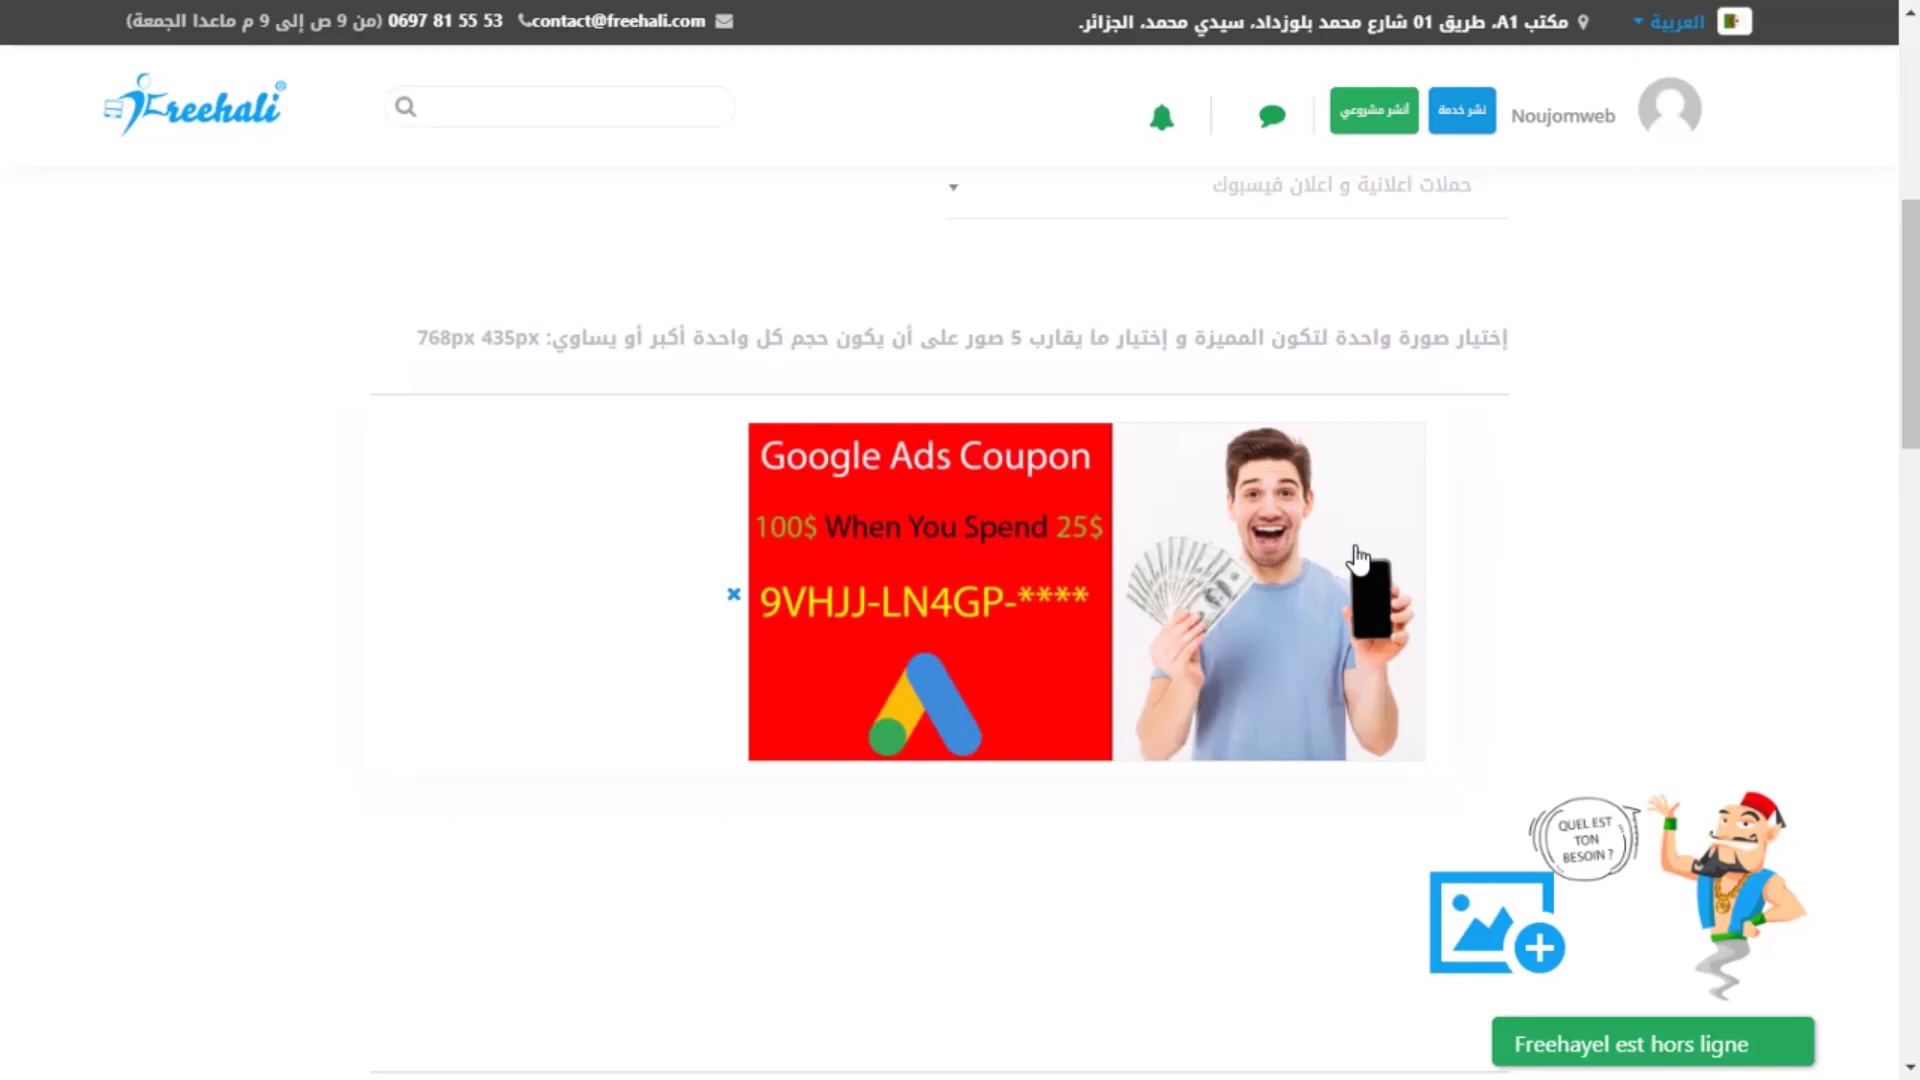 العربية
مكتب A1، طريق 01 شارع محمد بلوزداد، سيدي محمد، الجزائر.
contact@freehali.com
0697 81 55 53 (من 9 ص إلى 9 م ماعدا الجمعة)
Freehali®
أنشر مشروعي
نشر خدمة
Noujomweb
حملات اعلانية و اعلان فيسبوك
إختيار صورة واحدة لتكون المميزة و إختيار ما يقارب 5 صور على أن يكون حجم كل واحدة أكبر أو يساوي: 768px 435px
Google Ads Coupon
100$ When You Spend 25$
9VHJJ-LN4GP-****
QUEL EST
TON
BESOIN ?
Freehayel est hors ligne